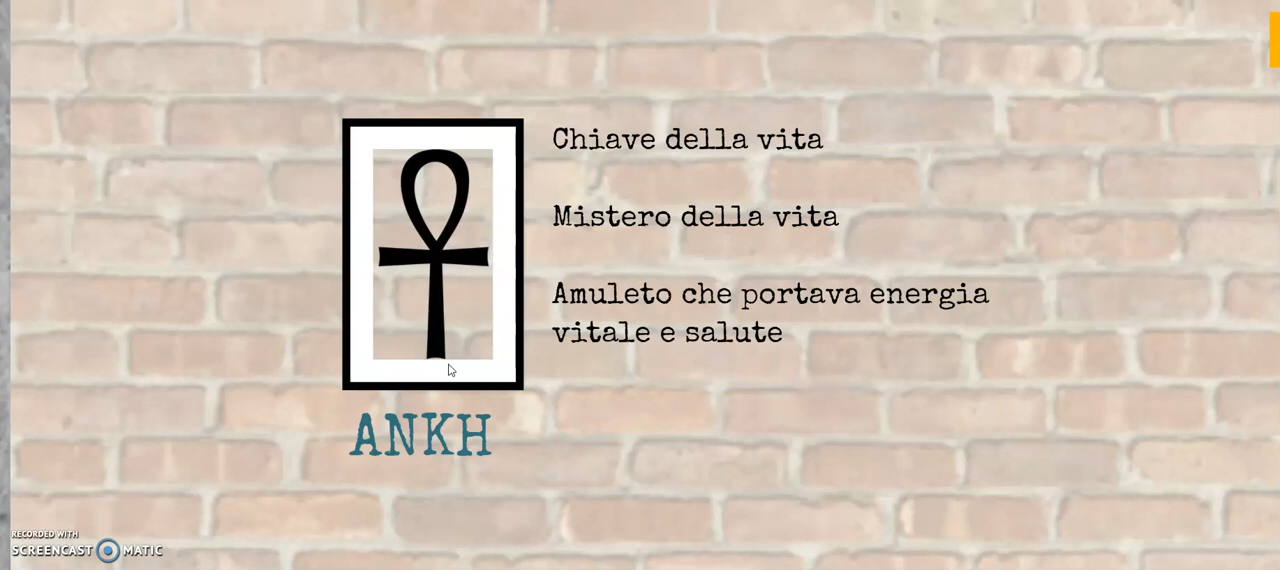 Chiave della vita
Mistero della vita
Amuleto che portava energia
vitale e salute
ANKH
RECORDED WITH
SCREENCAST MATIC